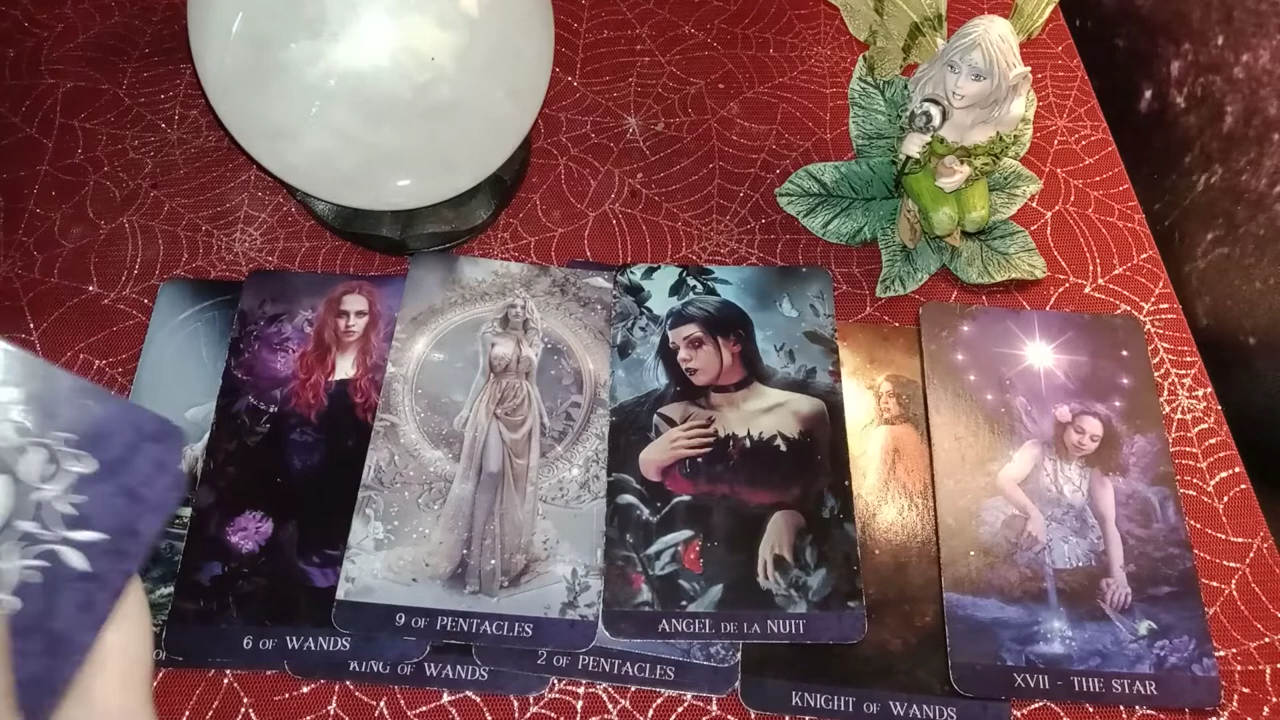 6 OF WANDS
KING OF WANDS
9 OF PENTACLES
2 OF PENTACLES
ANGEL DE LA NUIT
KNIGHT OF WANDS
XVII - THE STAR